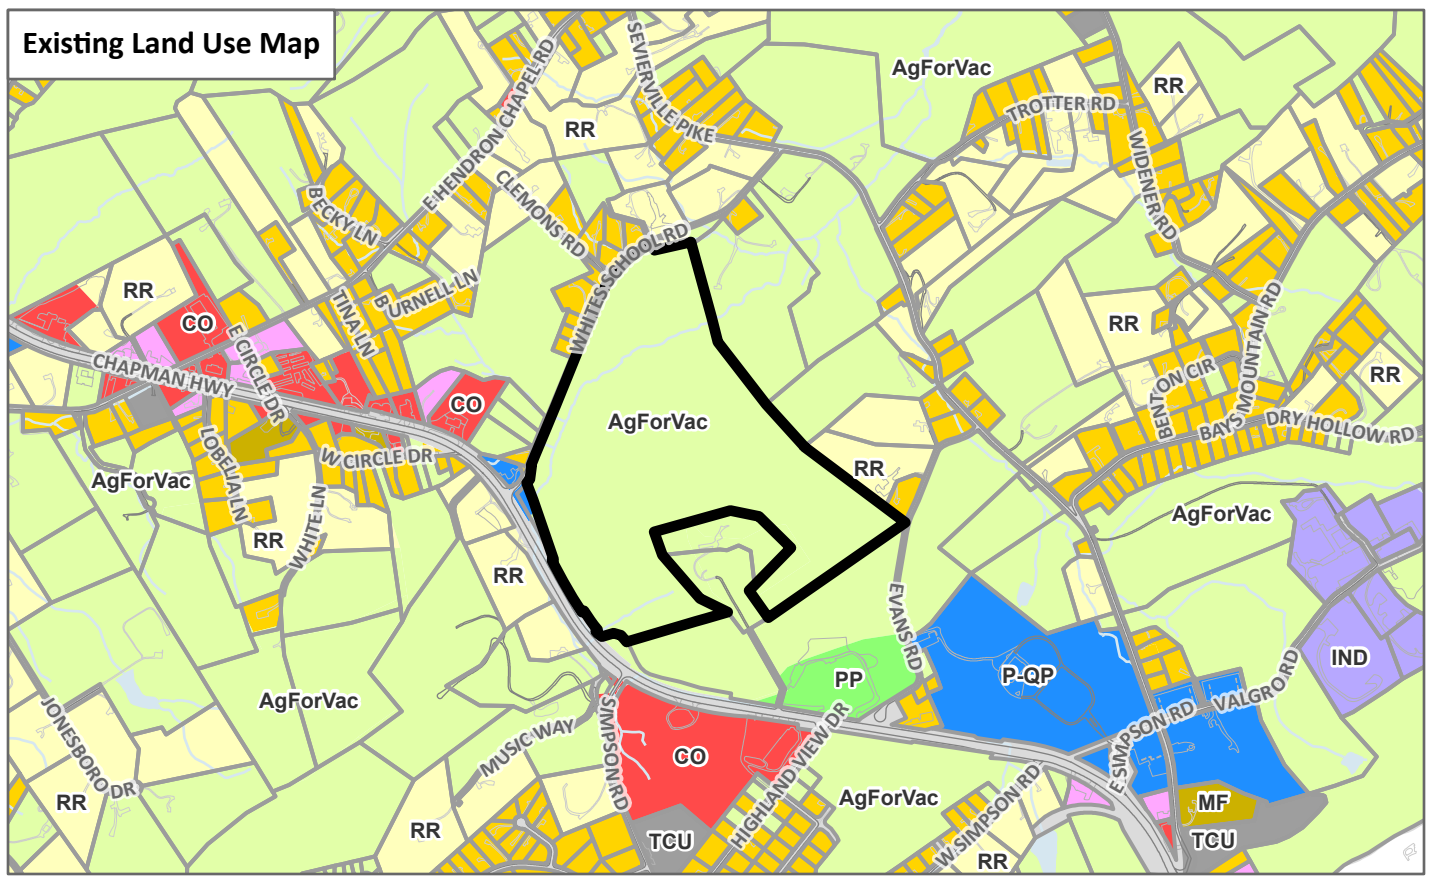 Existing Land Use Map
E HENDRON CHAPEL RD
SEVIERVILLE PIKE
AgForVac
RR
TROTTER RD
RR
WIDENER RD
BECKY LN
CLEMONS RD
WHITES SCHOOL RD
RR
CO
TINA LN
BURNELL LN
E CIRCLE DR
CHAPMAN HWY
CO
RR
BENTON CIR
BAYS MOUNTAIN RD
RR
DRY HOLLOW RD
AgForVac
LOBELIA LN
W CIRCLE DR
AgForVac
WHITE LN
RR
RR
AgForVac
RR
EVANS RD
IND
PP
P-QP
AgForVac
JONESBORO DR
MUSIC WAY
SIMPSON RD
CO
HIGHLAND VIEW DR
E SIMPSON RD
VALGRO RD
RR
RR
AgForVac
W SIMPSON RD
MF
TCU
TCU
RR